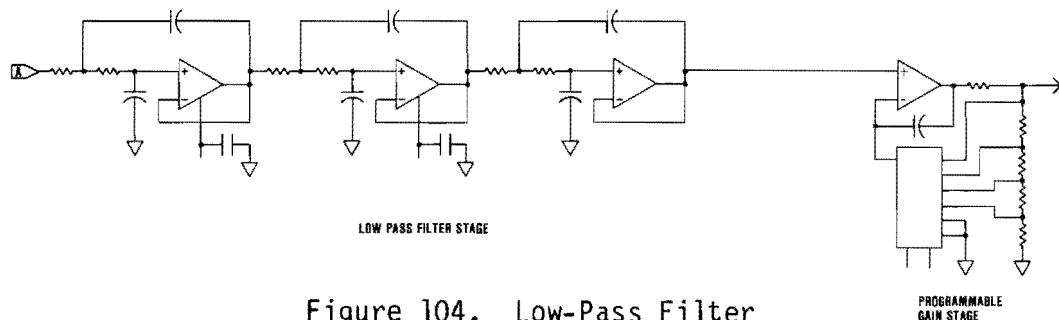 A
+
-
+
-
+
-
+
-
LOW PASS FILTER STAGE
PROGRAMMABLE
GAIN STAGE
Figure 104. Low-Pass Filter